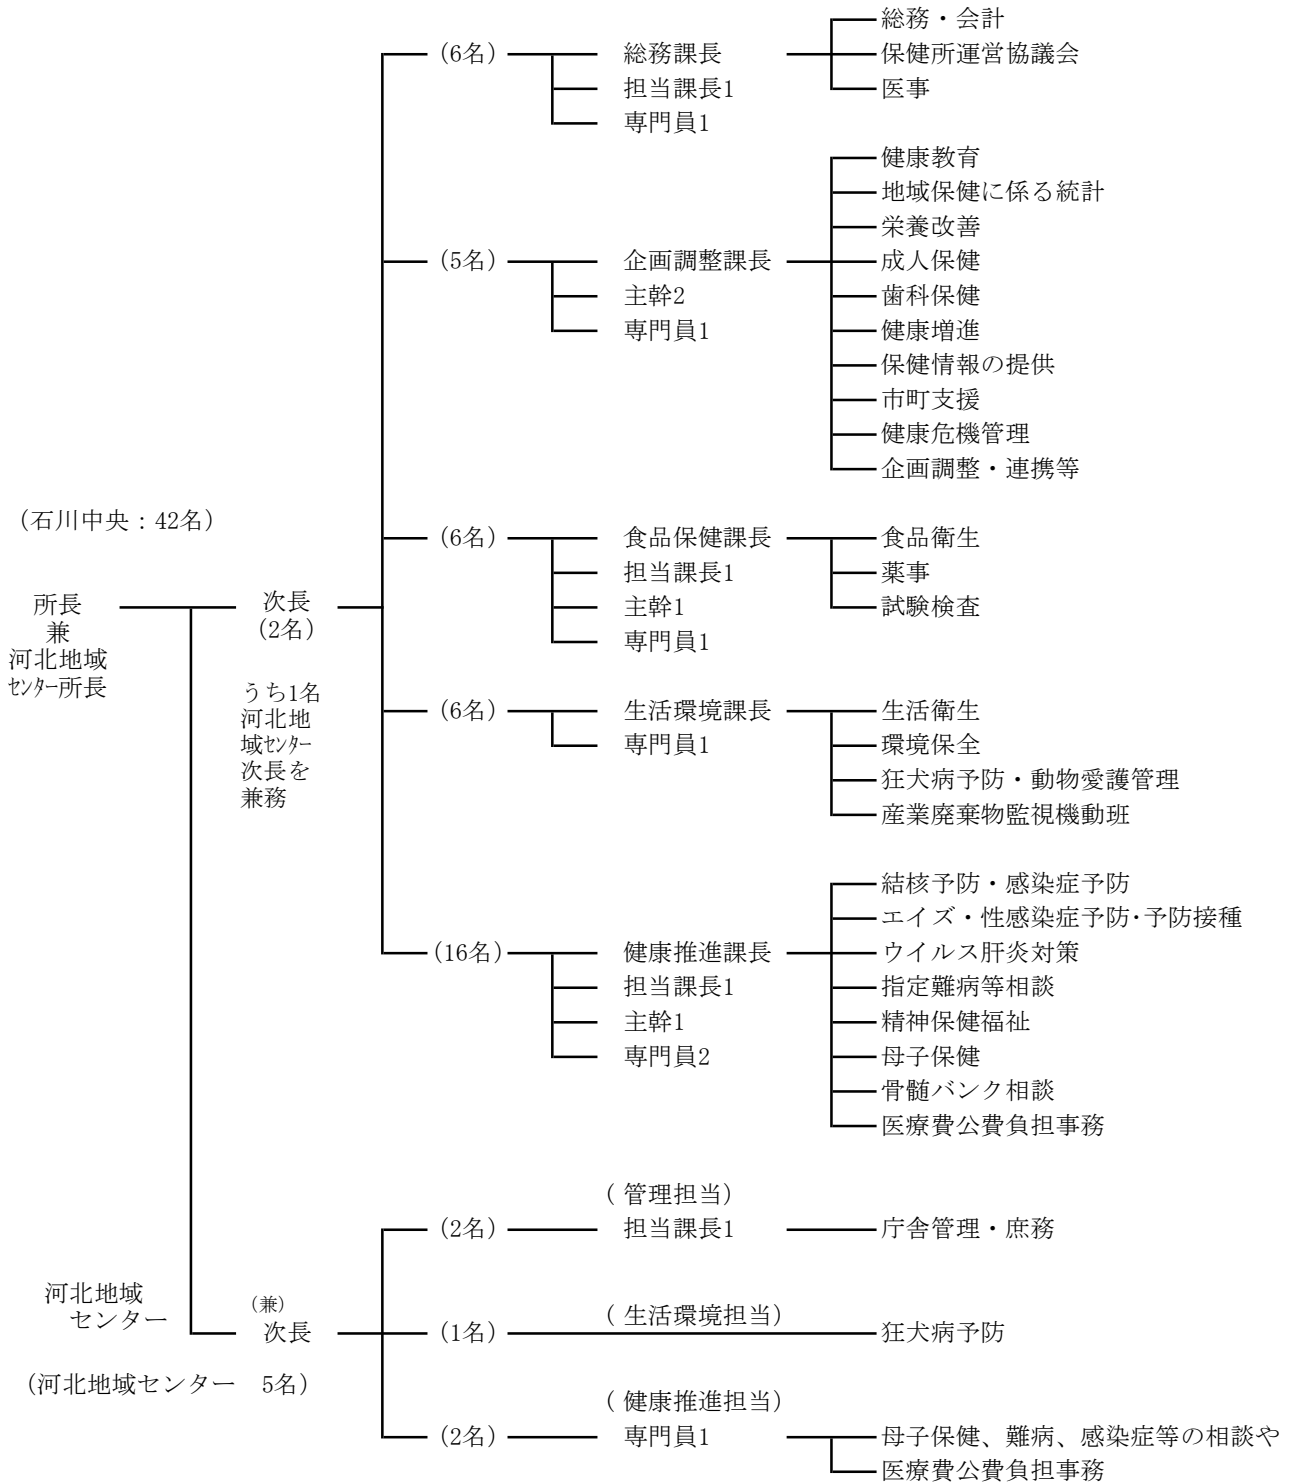 総務・会計
(6名) 総務課長 保健所運営協議会
担当課長1 医事
専門員1
健康教育
地域保健に係る統計
栄養改善
(5名) 企画調整課長 成人保健
主幹2 歯科保健
専門員1 健康増進
保健情報の提供
市町支援
健康危機管理
企画調整・連携等
(石川中央:42名)
(6名) 食品保健課長 食品衛生
担当課長1 薬事
主幹1 試験検査
専門員1
所長
兼
河北地域
センター所長
次長
(2名)
うち1名
河北地
域センター
次長を
兼務
(6名) 生活環境課長 生活衛生
専門員1 環境保全
狂犬病予防・動物愛護管理
産業廃棄物監視機動班
結核予防・感染症予防
エイズ・性感染症予防・予防接種
(16名) 健康推進課長 ウイルス肝炎対策
担当課長1 指定難病等相談
主幹1 精神保健福祉
専門員2 母子保健
骨髄バンク相談
医療費公費負担事務
(管理担当)
(2名) 担当課長1 庁舎管理・庶務
河北地域
センター
(兼)
次長
(河北地域センター 5名)
(生活環境担当)
(1名) 狂犬病予防
(健康推進担当)
(2名) 専門員1 母子保健、難病、感染症等の相談や
医療費公費負担事務